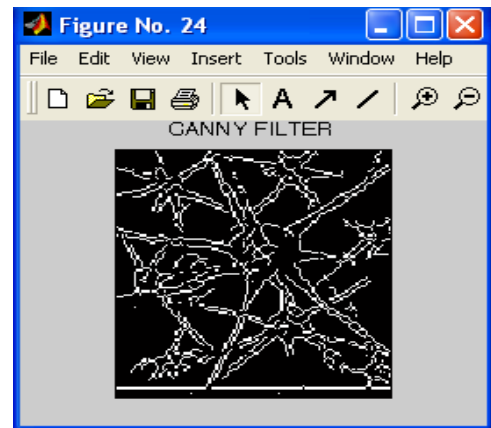 Figure No. 24
File Edit View Insert Tools Window Help
A
CANNY FILTER